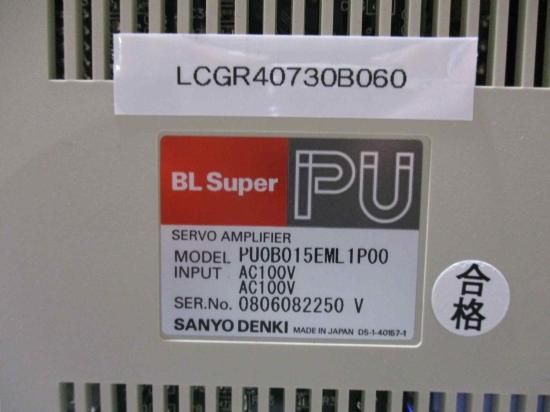 LCGR40730B060
BL Super PU
SERVO AMPLIFIER
MODEL PU0B015EML1P00
INPUT AC100V
AC100V
SER.No. 0806082250 V
SANYO DENKI MADE IN JAPAN DS-1-40157-1
合格